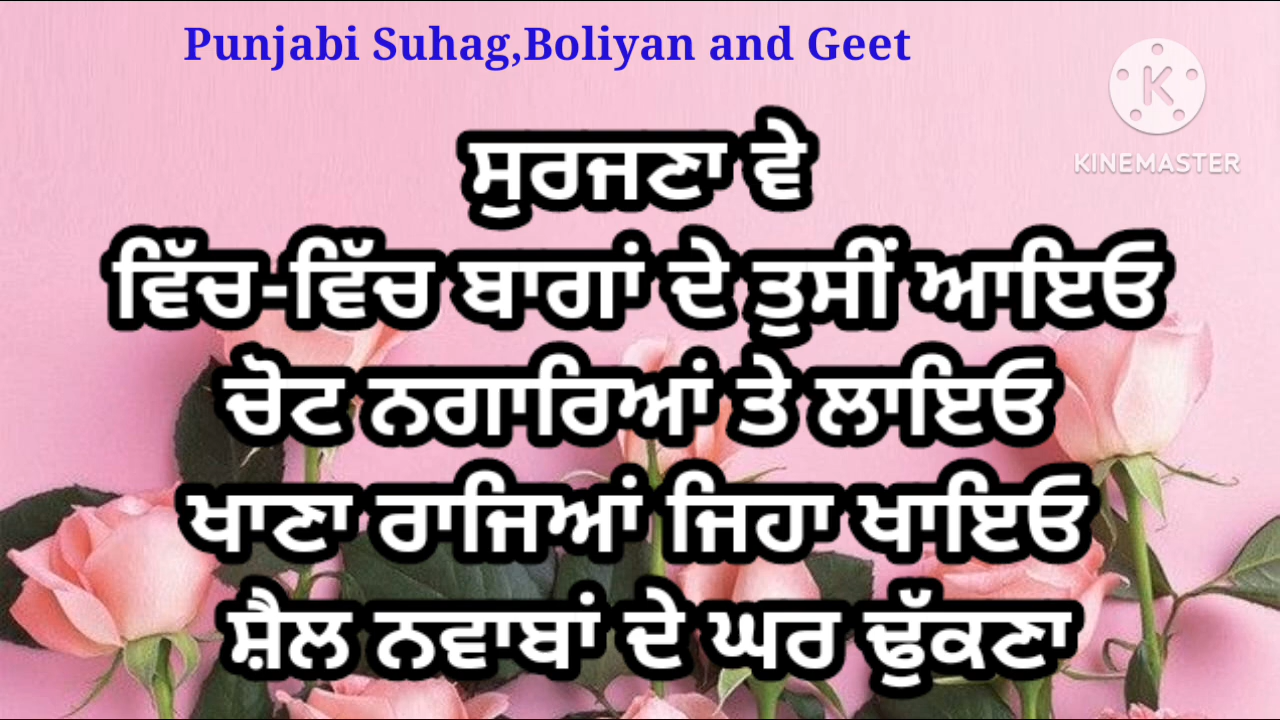 Punjabi Suhag,Boliyan and Geet
K
KINEMASTER
ਸੁਰਜਣਾ ਵੇ
ਵਿੱਚ-ਵਿੱਚ ਬਾਗਾਂ ਦੇ ਤੁਸੀਂ ਆਇਓ
ਚੋਟ ਨਗਾਰਿਆਂ ਤੇ ਲਾਇਓ
ਖਾਣਾ ਰਾਜਿਆਂ ਜਿਹਾ ਖਾਇਓ
ਸ਼ੈਲ ਨਵਾਬਾਂ ਦੇ ਘਰ ਢੁੱਕਣਾ